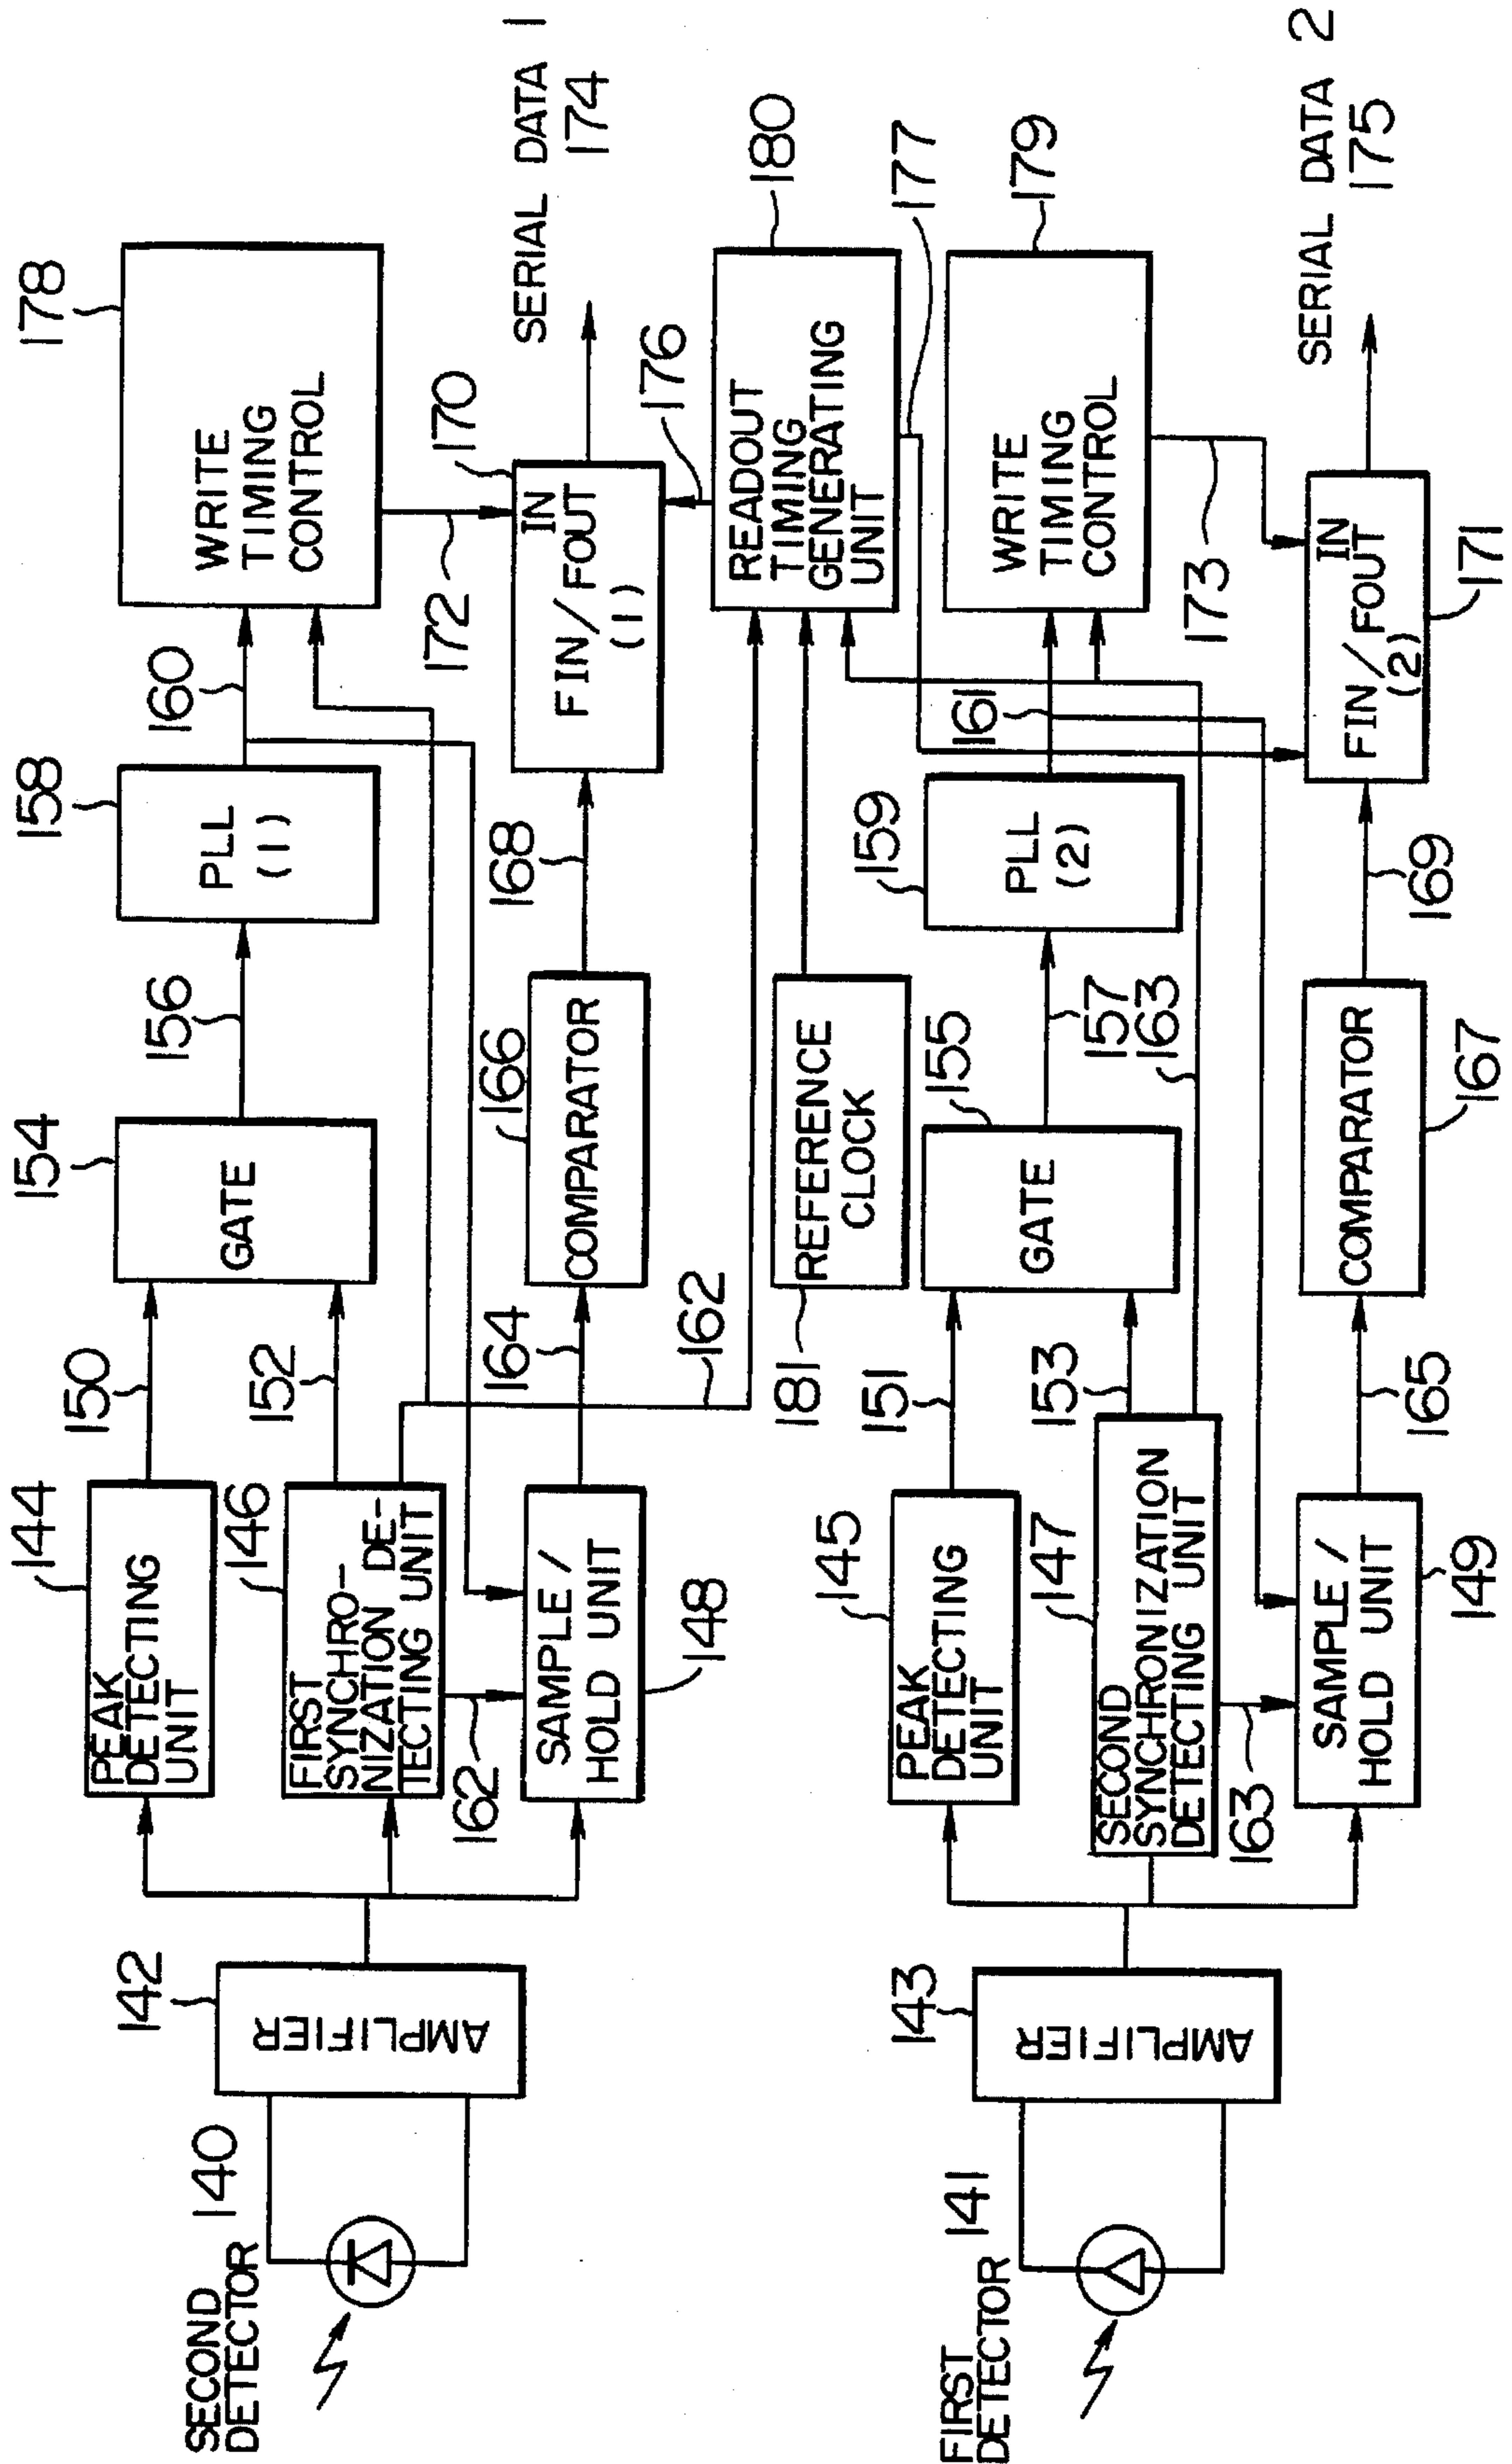 SECOND
DETECTOR
140
142
AMPLIFIER
144
PEAK
DETECTING
UNIT
146
FIRST
SYNCHRO-
NIZATION DE-
TECTING UNIT
162
SAMPLE /
HOLD UNIT
148
150
152
154
GATE
156
158
PLL
(1)
160
178
WRITE
TIMING
CONTROL
164
166
COMPARATOR
168
172
170
IN
FIN/FOUT
(1)
SERIAL DATA 1
174
176
162
181
REFERENCE
CLOCK
READOUT
TIMING
GENERATING
UNIT
180
177
FIRST
DETECTOR
141
143
AMPLIFIER
145
PEAK
DETECTING
UNIT
147
SECOND
SYNCHRONIZATION
DETECTING UNIT
163
SAMPLE /
HOLD UNIT
149
151
153
155
GATE
157
163
159
PLL
(2)
161
WRITE
TIMING
CONTROL
179
173
165
COMPARATOR
167
169
IN
FIN/FOUT
(2)
171
SERIAL DATA 2
175